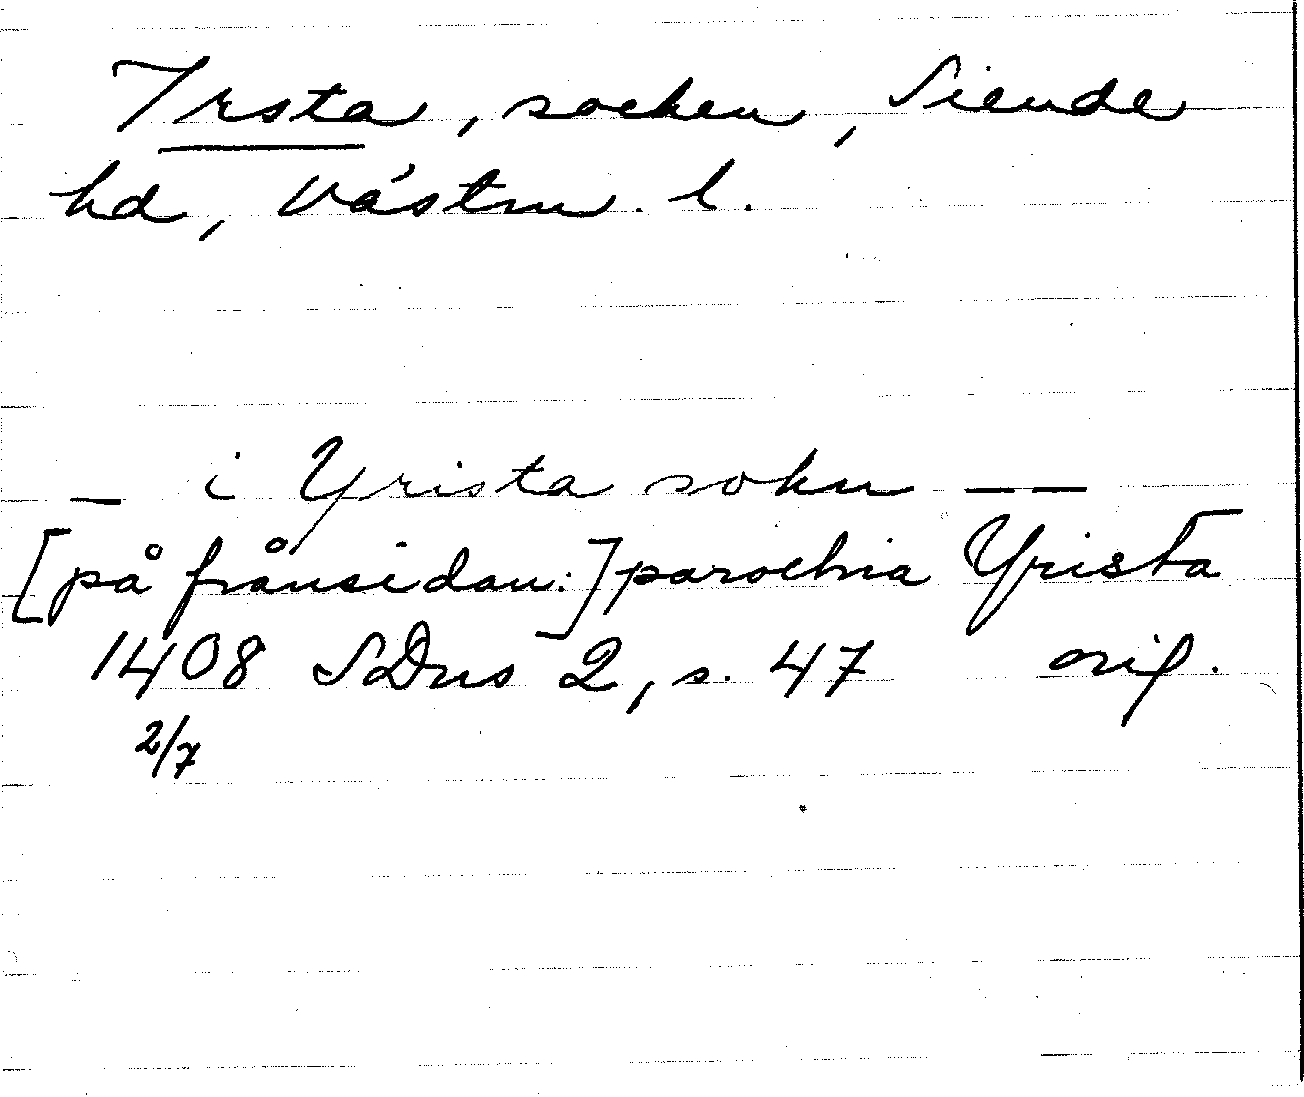 Irsta, socken, Siende
hd, Västm. l.
— i Yrista sokn — —
[på frånsidan:] parochia Yrista
1408 SDns 2, s. 47 orig.
2/7